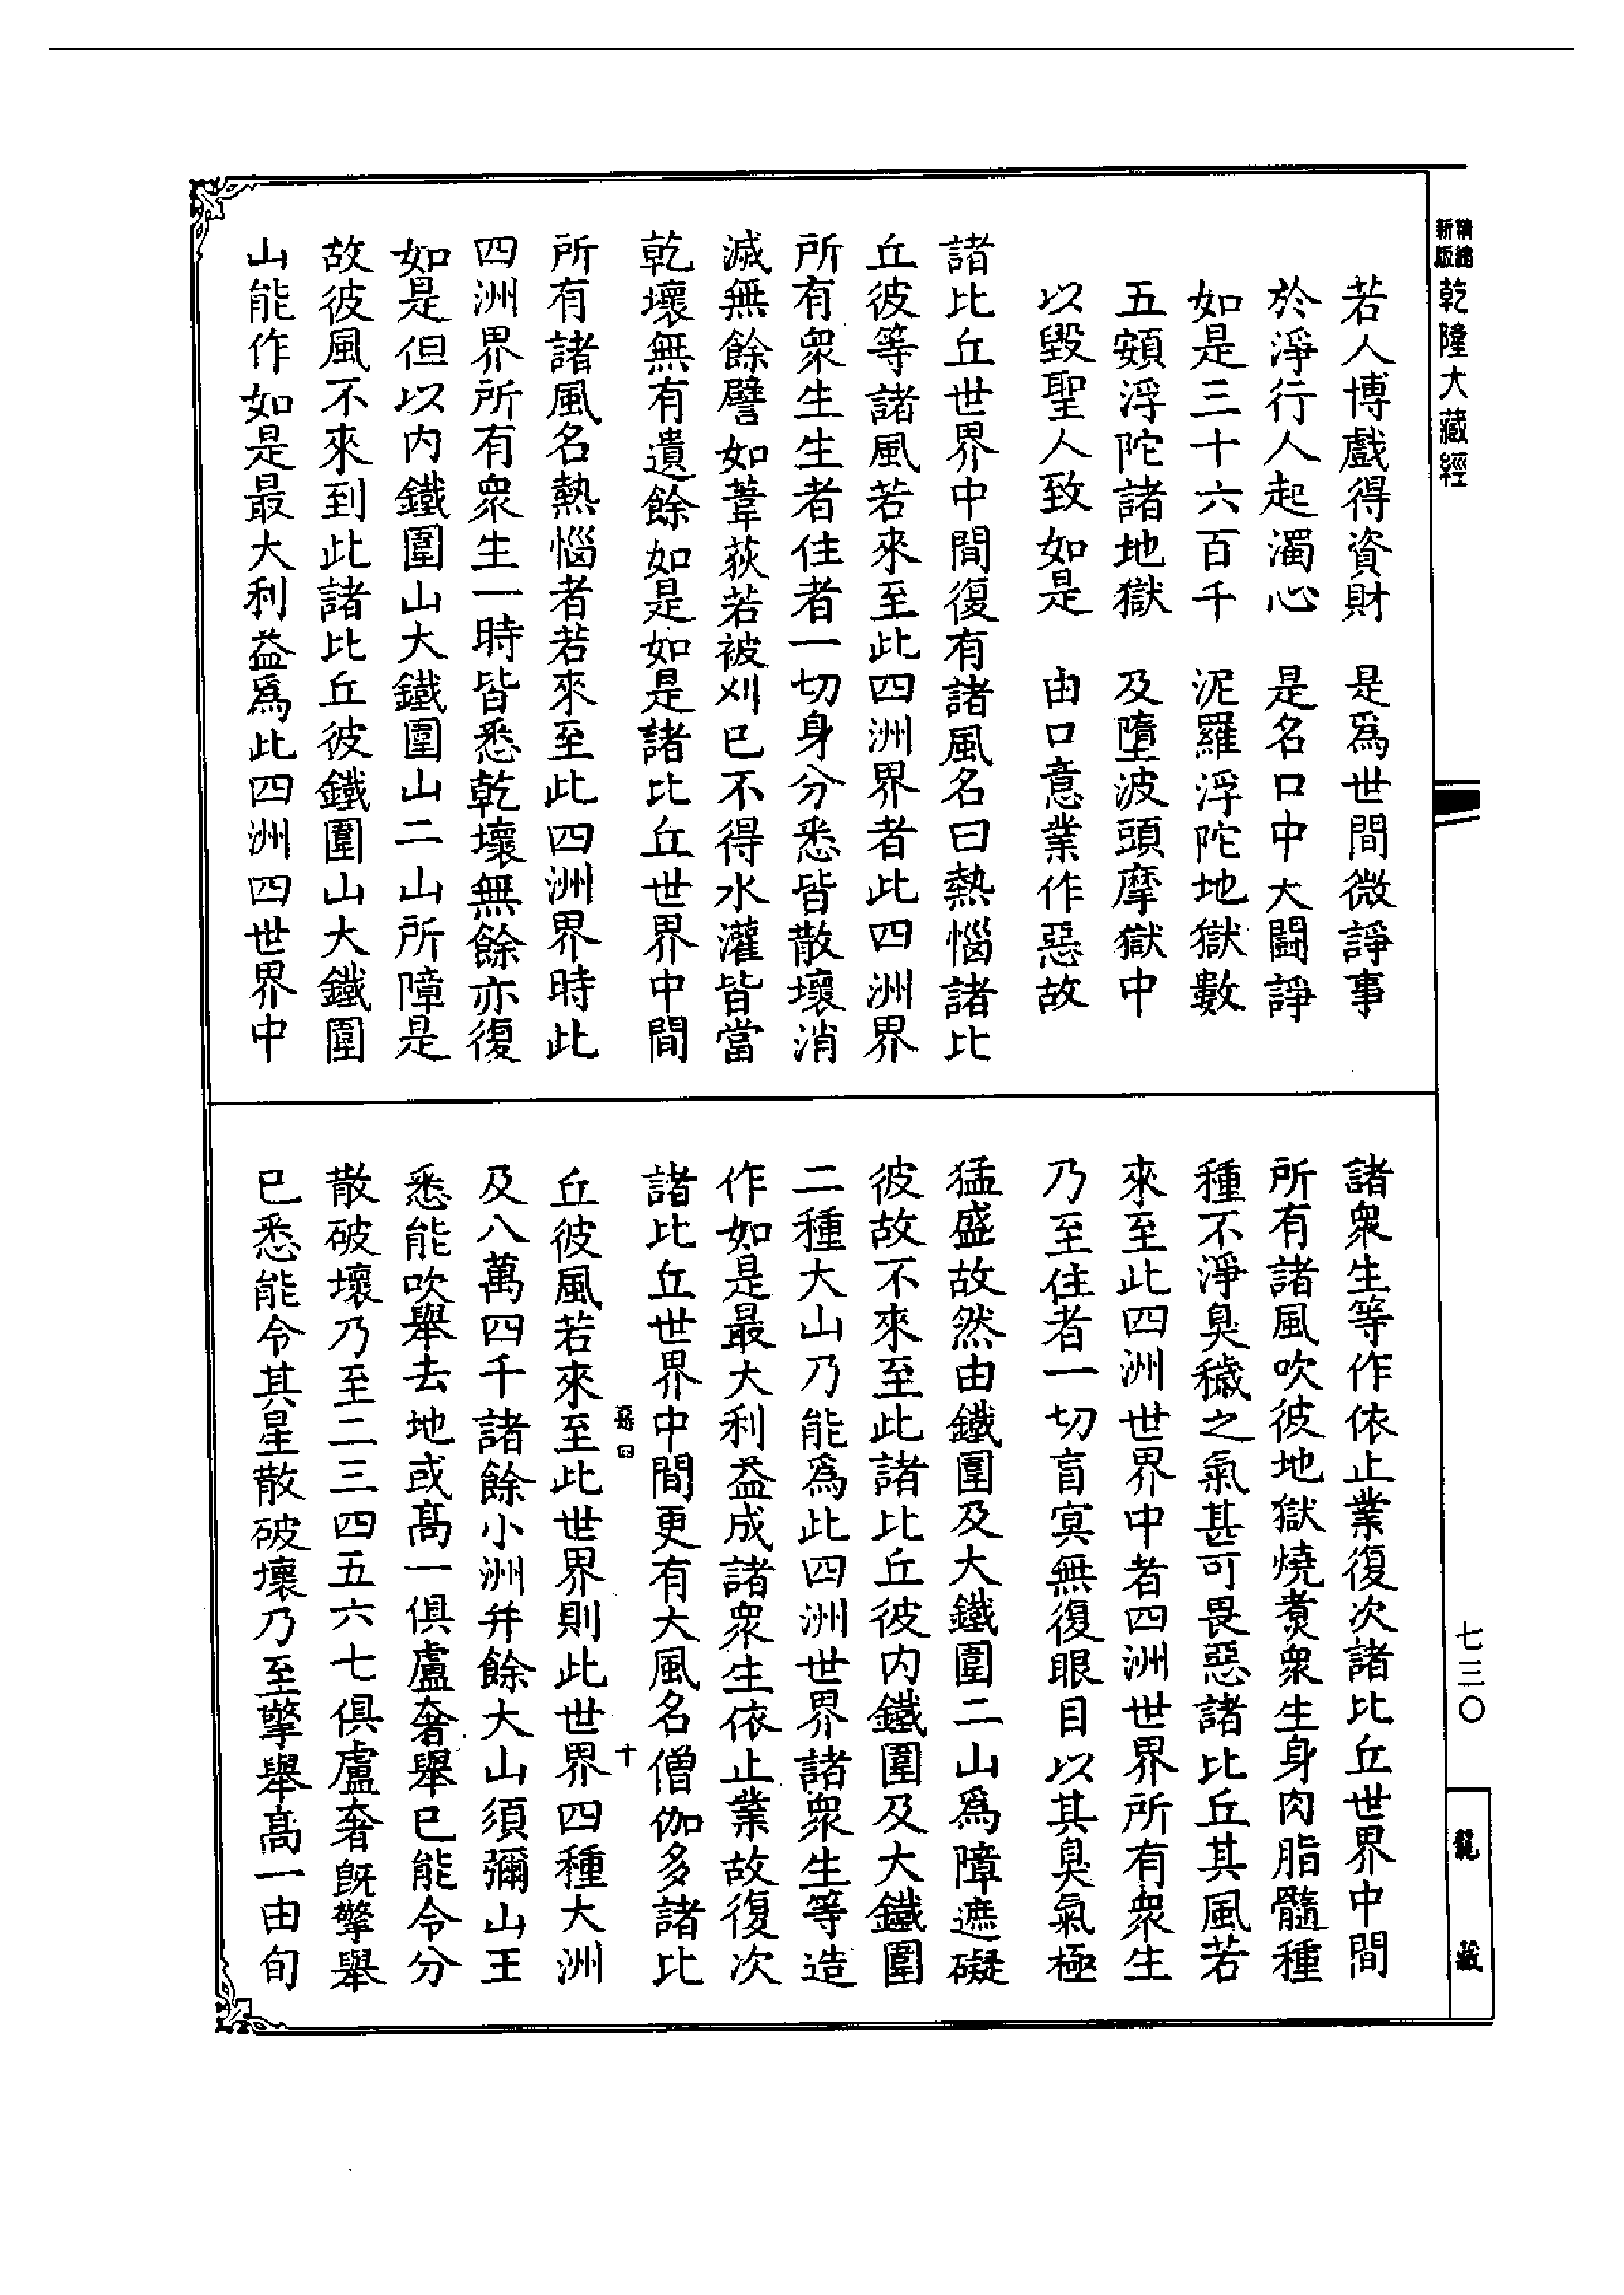 精縮新版乾隆大藏經
若人博戲得資財　是爲世間微諍事
於淨行人起濁心　是名口中大鬪諍
如是三十六百千　泥羅浮陀地獄數
五頞浮陀諸地獄　及墮波頭摩獄中
以毀聖人致如是　由口意業作惡故
諸比丘世界中間復有諸風名曰熱惱諸比
丘彼等諸風若來至此四洲界者此四洲界
所有衆生生者住者一切身分悉皆散壞消
滅無餘譬如葦荻若被刈已不得水灌皆當
乾壞無有遺餘如是如是諸比丘世界中間
所有諸風名熱惱者若來至此四洲界時此
四洲界所有衆生一時皆悉乾壞無餘亦復
如是但以内鐵圍山大鐵圍山二山所障是
故彼風不來到此諸比丘彼鐵圍山大鐵圍
山能作如是最大利益爲此四洲四世界中
諸衆生等作依止業復次諸比丘世界中間
所有諸風吹彼地獄燒煑衆生身肉脂髓種
種不淨臭穢之氣甚可畏惡諸比丘其風若
來至此四洲世界中者四洲世界所有衆生
乃至住者一切盲冥無復眼目以其臭氣極
猛盛故然由鐵圍及大鐵圍二山爲障遮礙
彼故不來至此諸比丘彼内鐵圍及大鐵圍
二種大山乃能爲此四洲世界諸衆生等造
作如是最大利益成諸衆生依止業故復次
諸比丘世界中間更有大風名僧伽多諸比
四　十
丘彼風若來至此世界則此世界四種大洲
及八萬四千諸餘小洲并餘大山須彌山王
悉能吹舉去地或高一俱盧奢舉已能令分
散破壞乃至二三四五六七俱盧奢旣擎舉
已悉能令其星散破壞乃至擎舉高一由旬
七三〇
龍藏